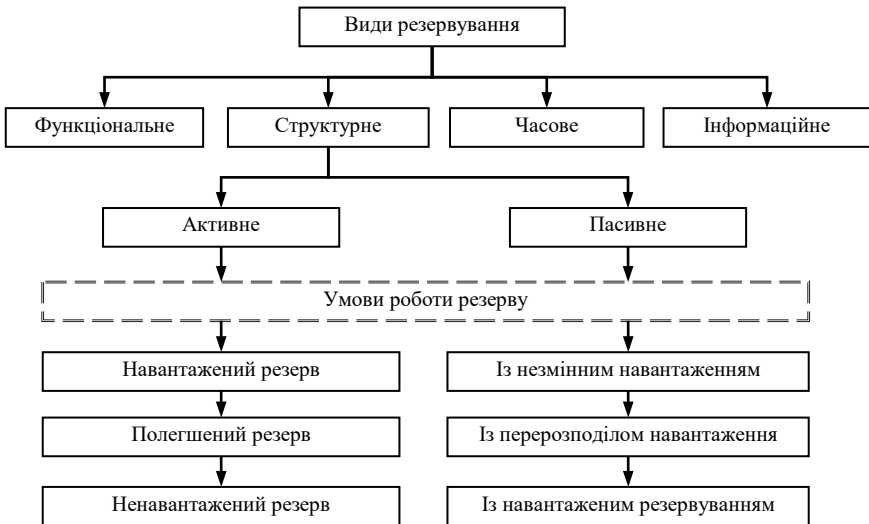 Види резервування
Функціональне
Структурне
Часове
Інформаційне
Активне
Пасивне
Умови роботи резерву
Навантажений резерв
Із незмінним навантаженням
Полегшений резерв
Із перерозподілом навантаження
Ненавантажений резерв
Із навантаженим резервуванням